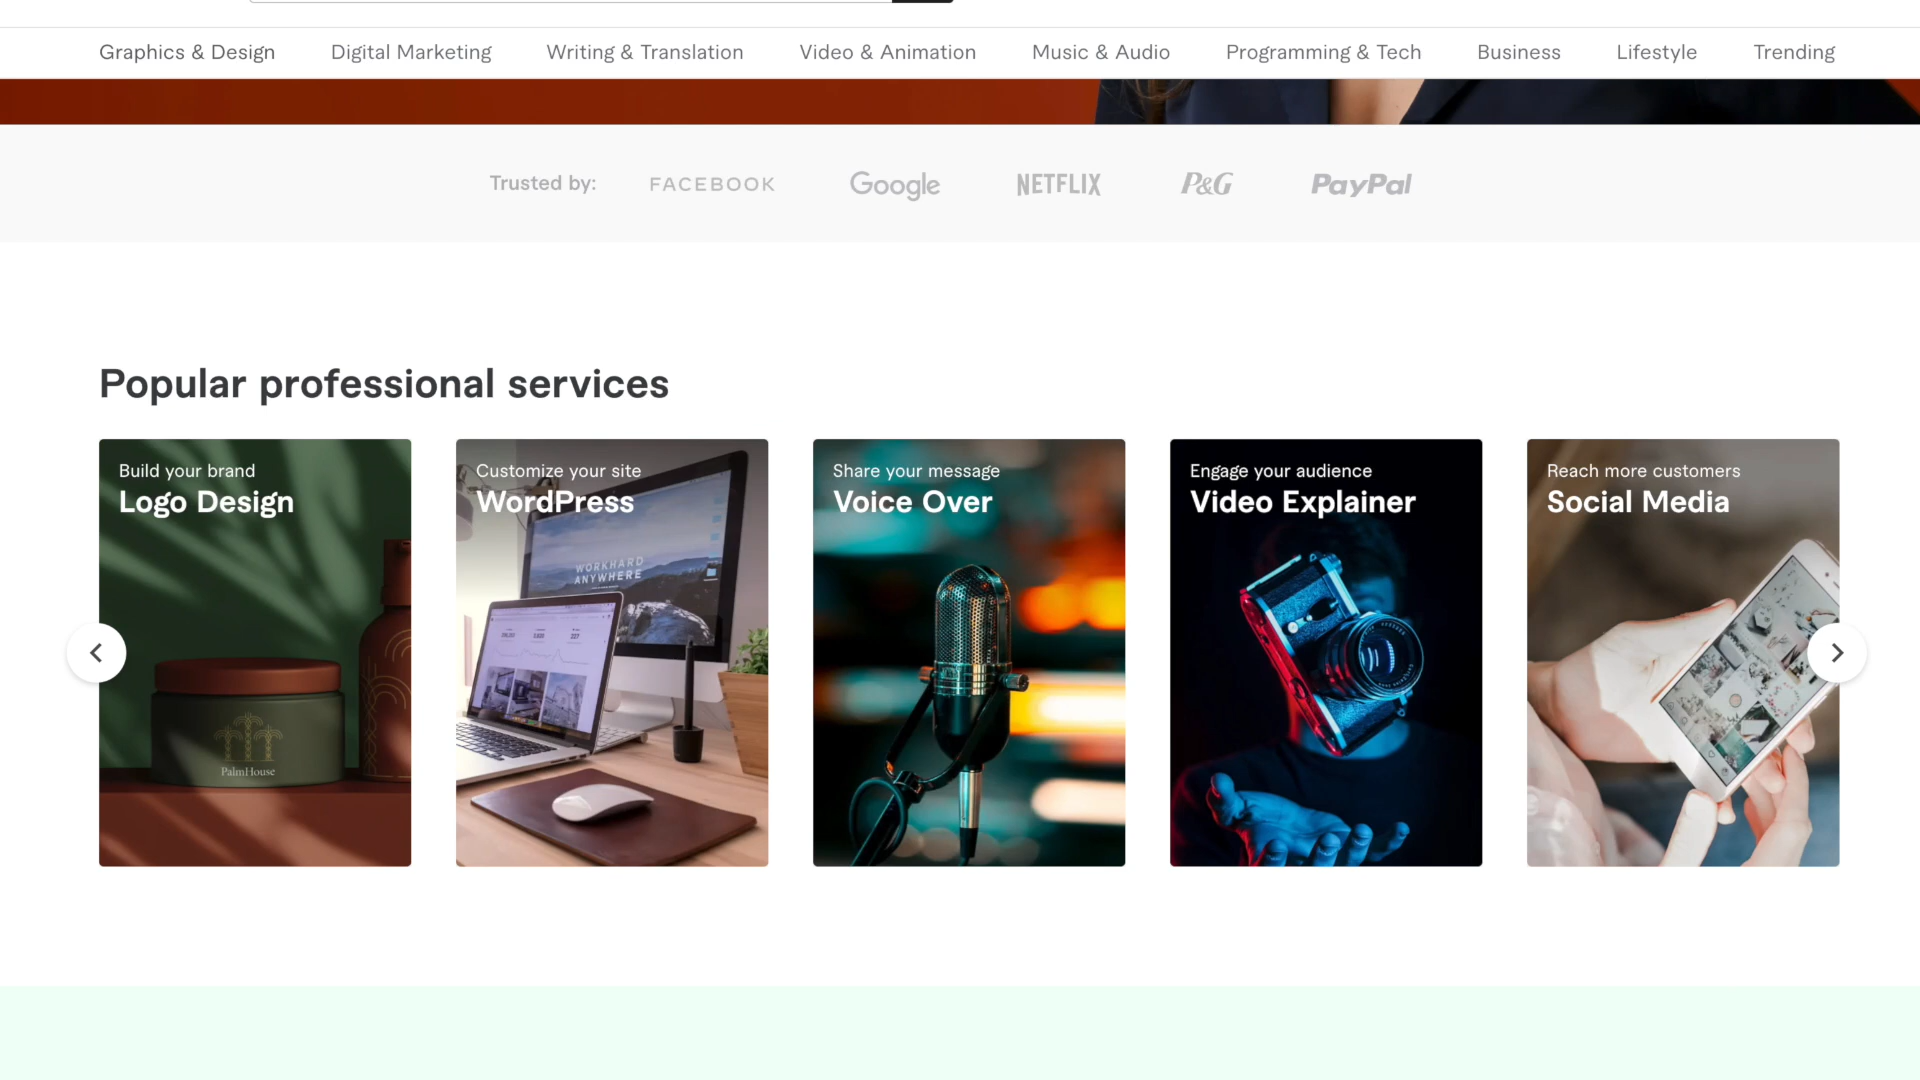 Graphics & Design
Digital Marketing
Writing & Translation
Video & Animation
Music & Audio
Programming & Tech
Business
Lifestyle
Trending
Trusted by:
FACEBOOK
Google
NETFLIX
P&G
PayPal
Popular professional services
Build your brand
Logo Design
PalmHouse
Customize your site
WordPress
WORKHARD
ANYWHERE
Share your message
Voice Over
Engage your audience
Video Explainer
Reach more customers
Social Media